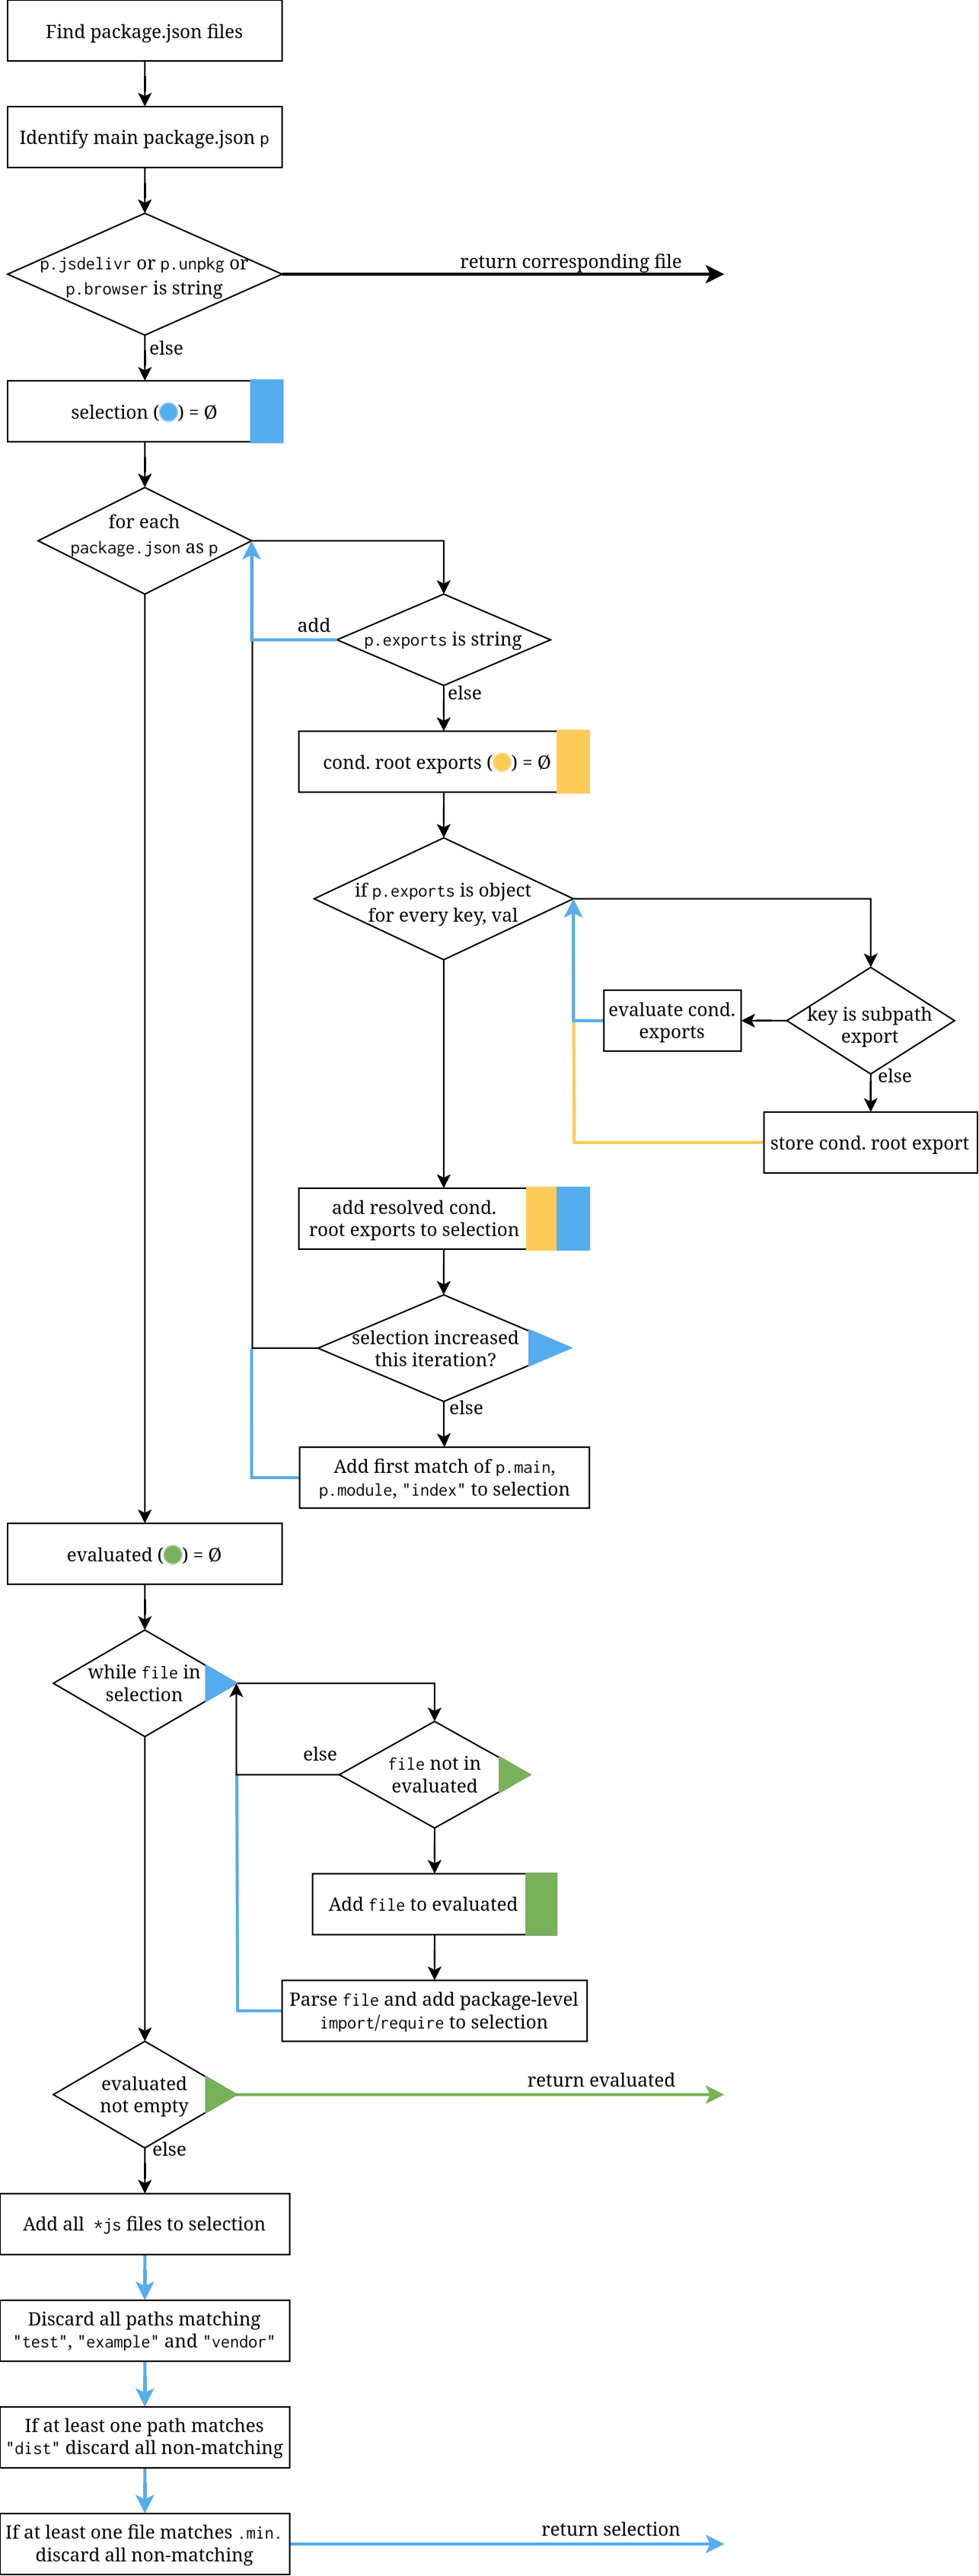 Find package.json files
Identify main package.json p
p.jsdelivr or p.unpkg or
p.browser is string
return corresponding file
else
selection ( ) = Ø
for each
package.json as p
add
p.exports is string
else
cond. root exports ( ) = Ø
if p.exports is object
for every key, val
evaluate cond.
exports
key is subpath
export
else
store cond. root export
add resolved cond.
root exports to selection
selection increased
this iteration?
else
Add first match of p.main,
p.module, "index" to selection
evaluated ( ) = Ø
while file in
selection
else
file not in
evaluated
Add file to evaluated
Parse file and add package-level
import/require to selection
evaluated
not empty
return evaluated
else
Add all *js files to selection
Discard all paths matching
"test", "example" and "vendor"
If at least one path matches
"dist" discard all non-matching
If at least one file matches .min.
discard all non-matching
return selection